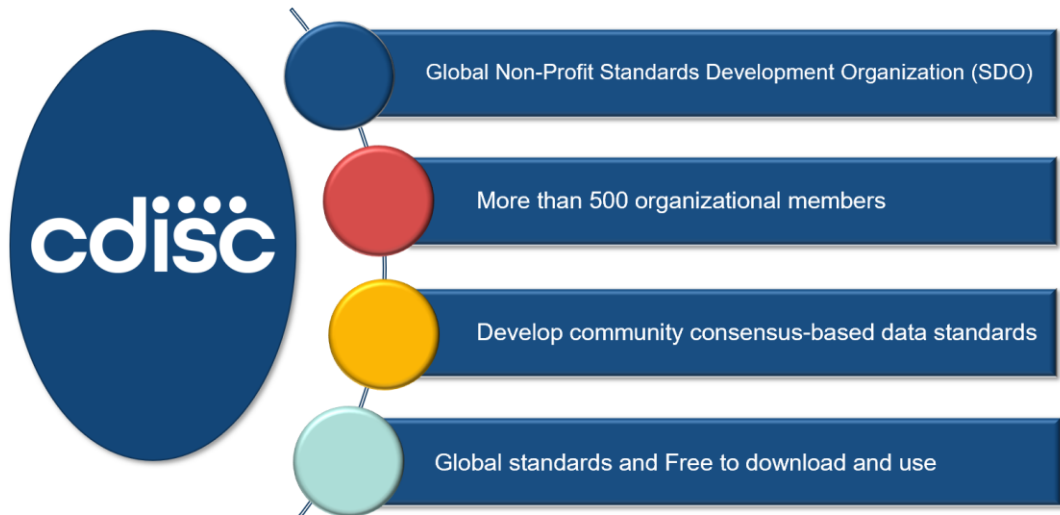 cdisc
Global Non-Profit Standards Development Organization (SDO)
More than 500 organizational members
Develop community consensus-based data standards
Global standards and Free to download and use